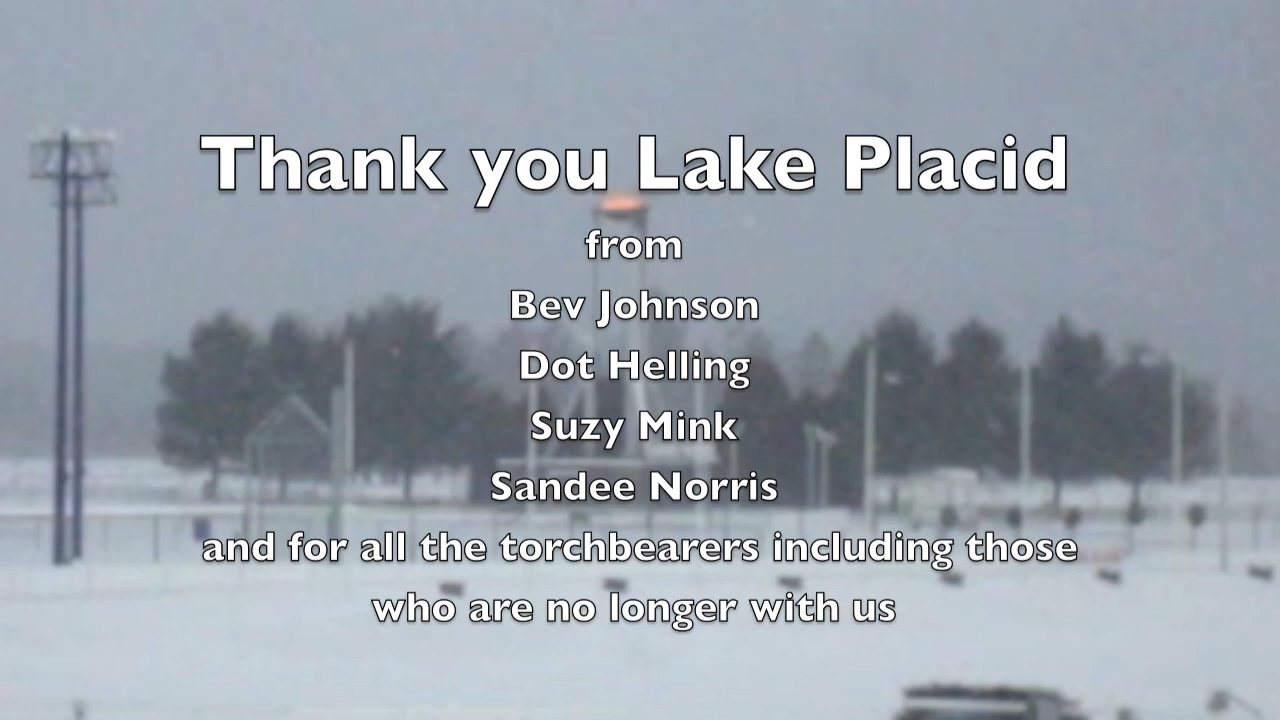 Thank you Lake Placid
from
Bev Johnson
Dot Helling
Suzy Mink
Sandee Norris
and for all the torchbearers including those
who are no longer with us